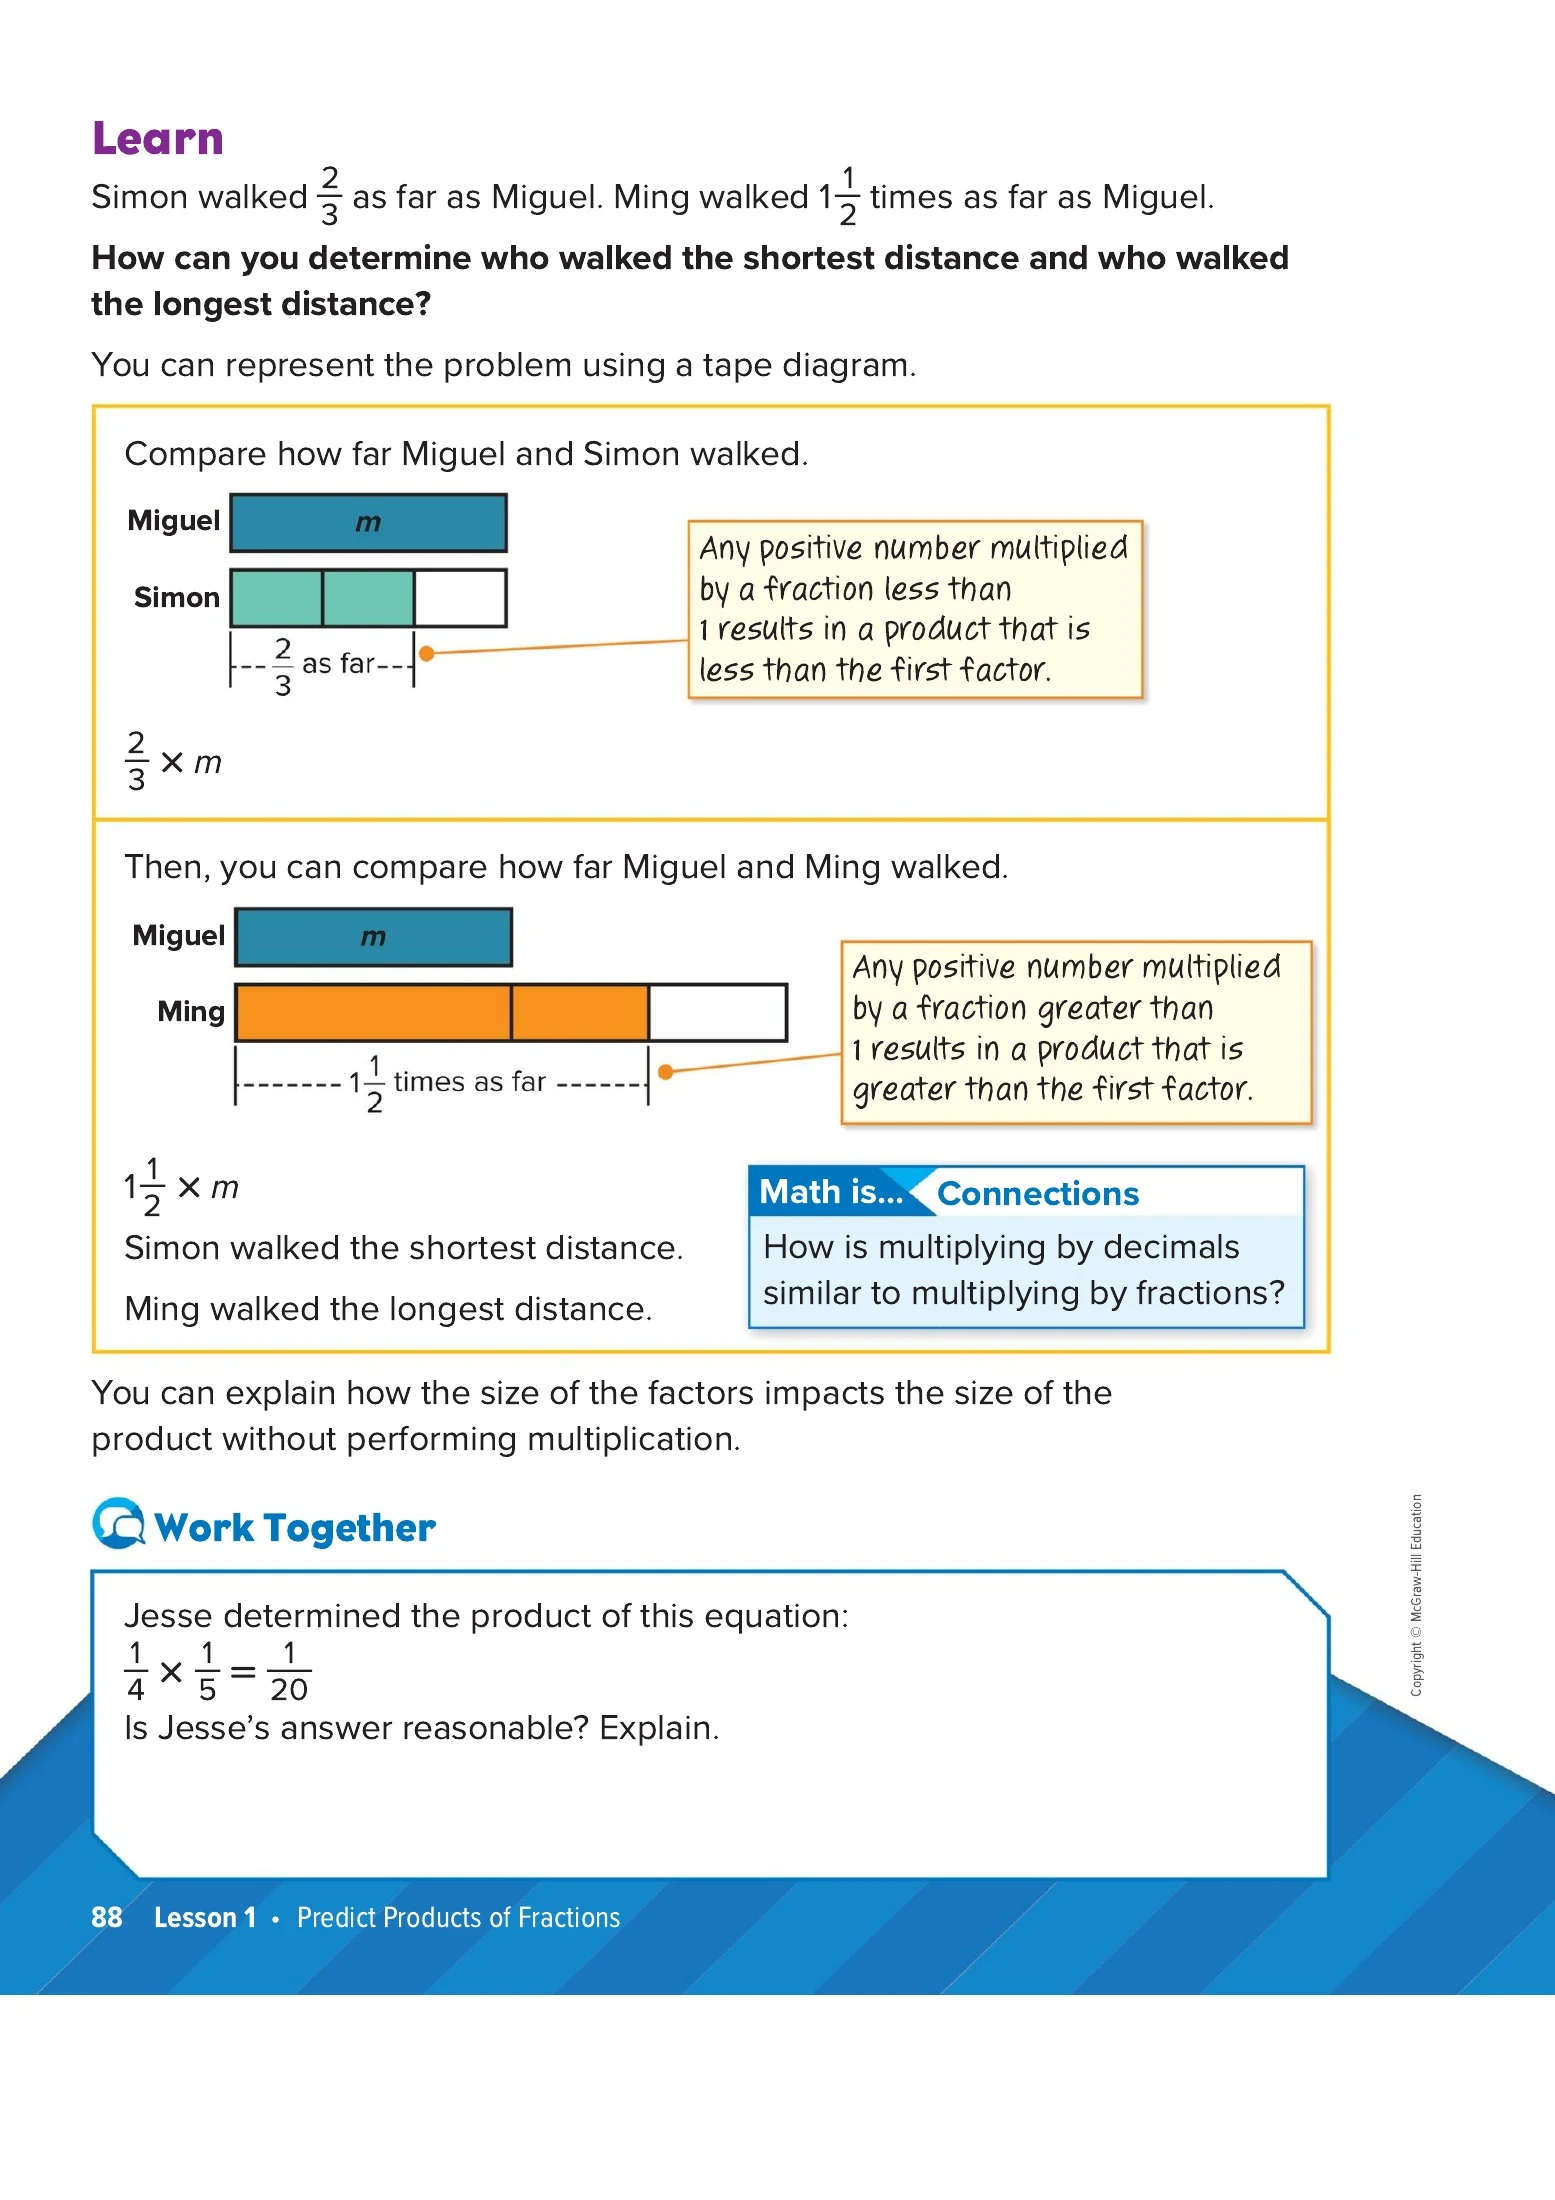 Learn
Simon walked 2/3 as far as Miguel. Ming walked 1 1/2 times as far as Miguel.
How can you determine who walked the shortest distance and who walked
the longest distance?
You can represent the problem using a tape diagram.
Compare how far Miguel and Simon walked.
Miguel m
Simon
2/3 as far
Any positive number multiplied
by a fraction less than
1 results in a product that is
less than the first factor.
2/3 × m
Then, you can compare how far Miguel and Ming walked.
Miguel m
Ming
1 1/2 times as far
Any positive number multiplied
by a fraction greater than
1 results in a product that is
greater than the first factor.
1 1/2 × m
Simon walked the shortest distance.
Ming walked the longest distance.
Math is... Connections
How is multiplying by decimals
similar to multiplying by fractions?
You can explain how the size of the factors impacts the size of the
product without performing multiplication.
Work Together
Jesse determined the product of this equation:
1/4 × 1/5 = 1/20
Is Jesse's answer reasonable? Explain.
Copyright © McGraw-Hill Education
88 Lesson 1 • Predict Products of Fractions